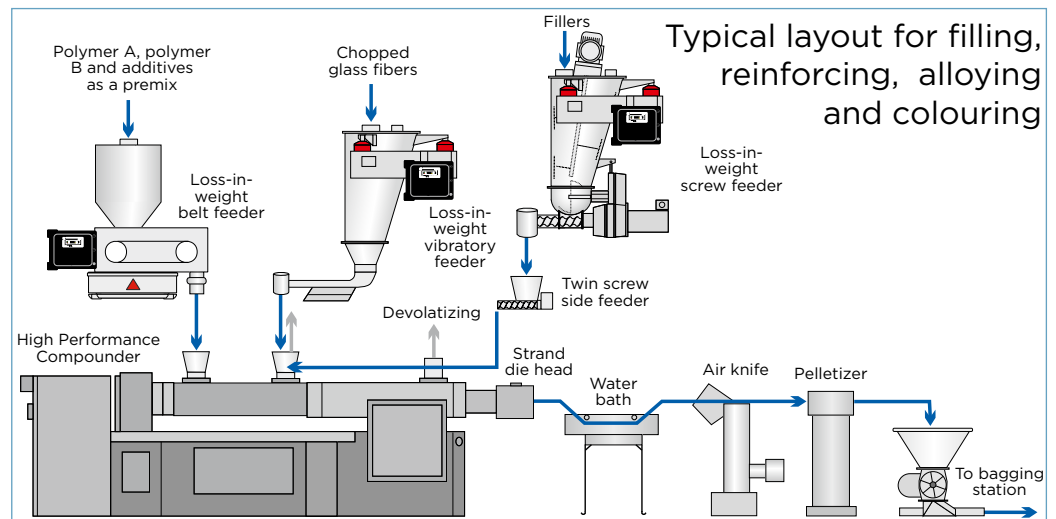 Typical layout for filling,
reinforcing, alloying
and colouring
Polymer A, polymer
B and additives
as a premix
Chopped
glass fibers
Fillers
Loss-in-
weight
belt feeder
Loss-in-
weight
vibratory
feeder
Loss-in-
weight
screw feeder
Twin screw
side feeder
Devolatizing
High Performance
Compounder
Strand
die head
Water
bath
Air knife
Pelletizer
To bagging
station